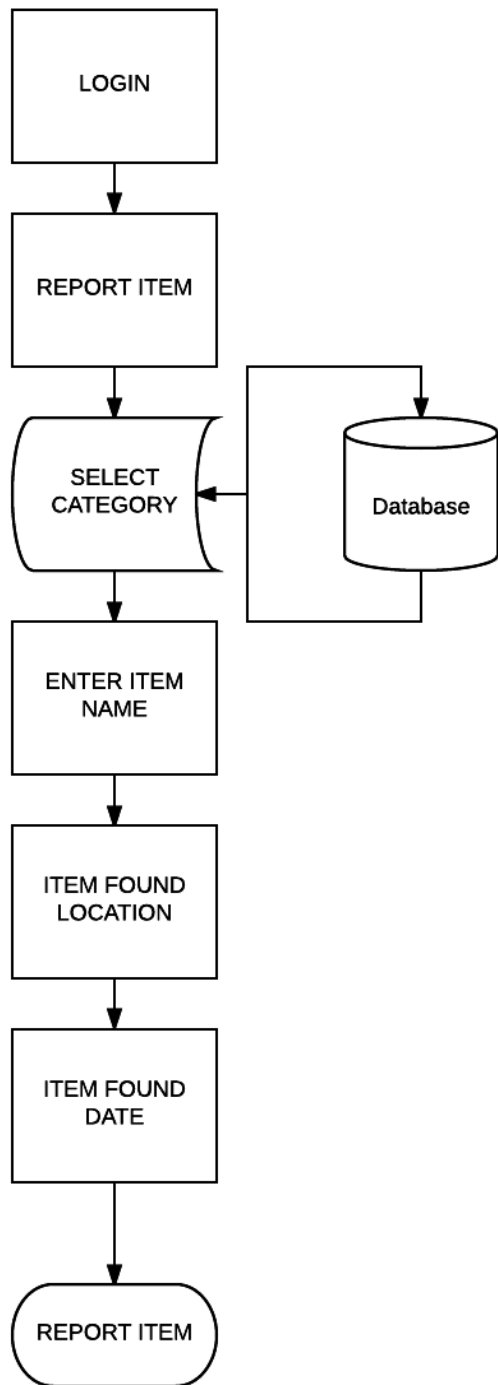 LOGIN
REPORT ITEM
SELECT
CATEGORY
Database
ENTER ITEM
NAME
ITEM FOUND
LOCATION
ITEM FOUND
DATE
REPORT ITEM